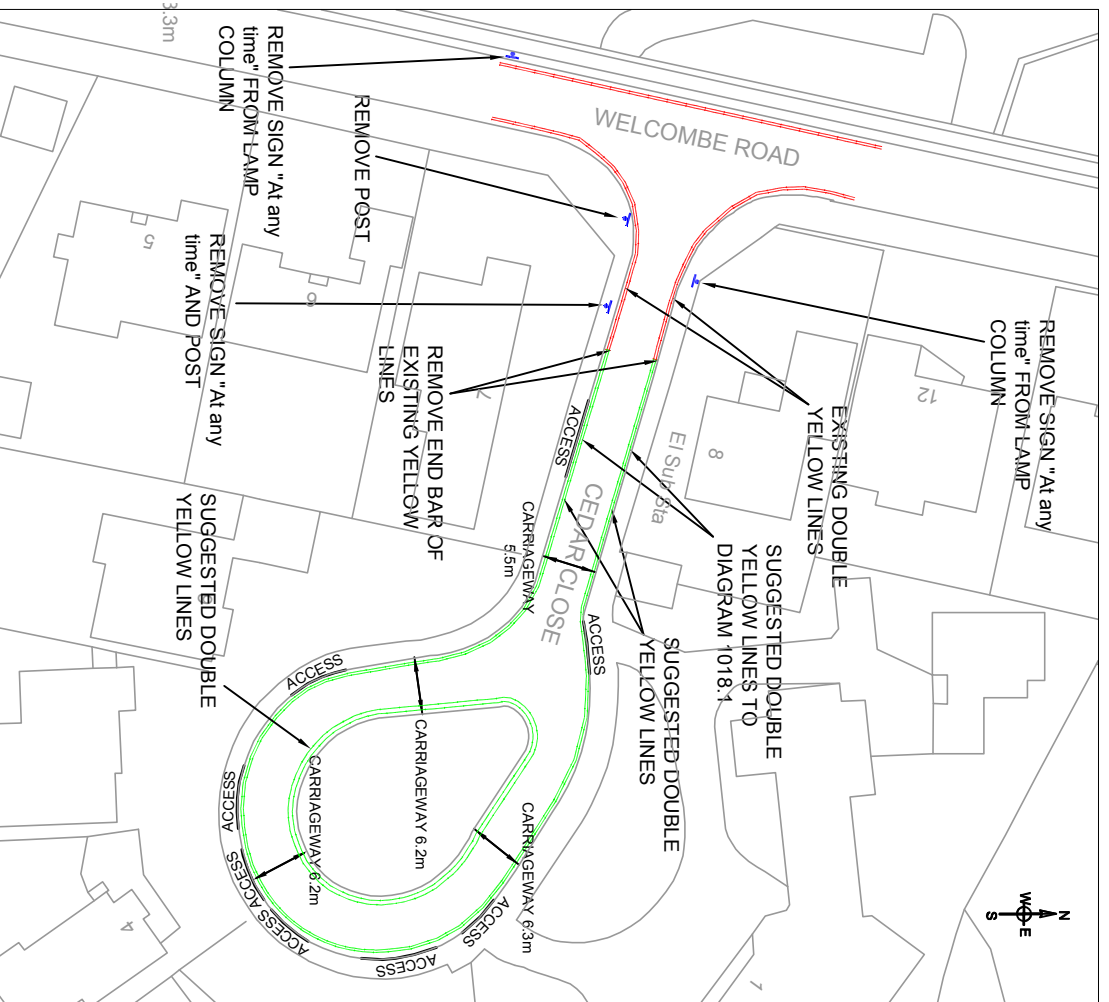 3.3m
REMOVE SIGN "At any
time" FROM LAMP
COLUMN
REMOVE POST
REMOVE SIGN "At any
time" AND POST
WELCOMBE ROAD
REMOVE SIGN "At any
time" FROM LAMP
COLUMN
EXISTING DOUBLE
YELLOW LINES
REMOVE END BAR OF
EXISTING YELLOW
LINES
SUGGESTED DOUBLE
YELLOW LINES TO
DIAGRAM 1018.1
SUGGESTED DOUBLE
YELLOW LINES
SUGGESTED DOUBLE
YELLOW LINES
CEDAR CLOSE
El Sub Sta
CARRIAGEWAY
5.5m
CARRIAGEWAY 6.2m
CARRIAGEWAY 6.2m
CARRIAGEWAY 6.3m
ACCESS
ACCESS
ACCESS
ACCESS
ACCESS
ACCESS
ACCESS
ACCESS
5
6
7
8
12
4
1
N
W E
S